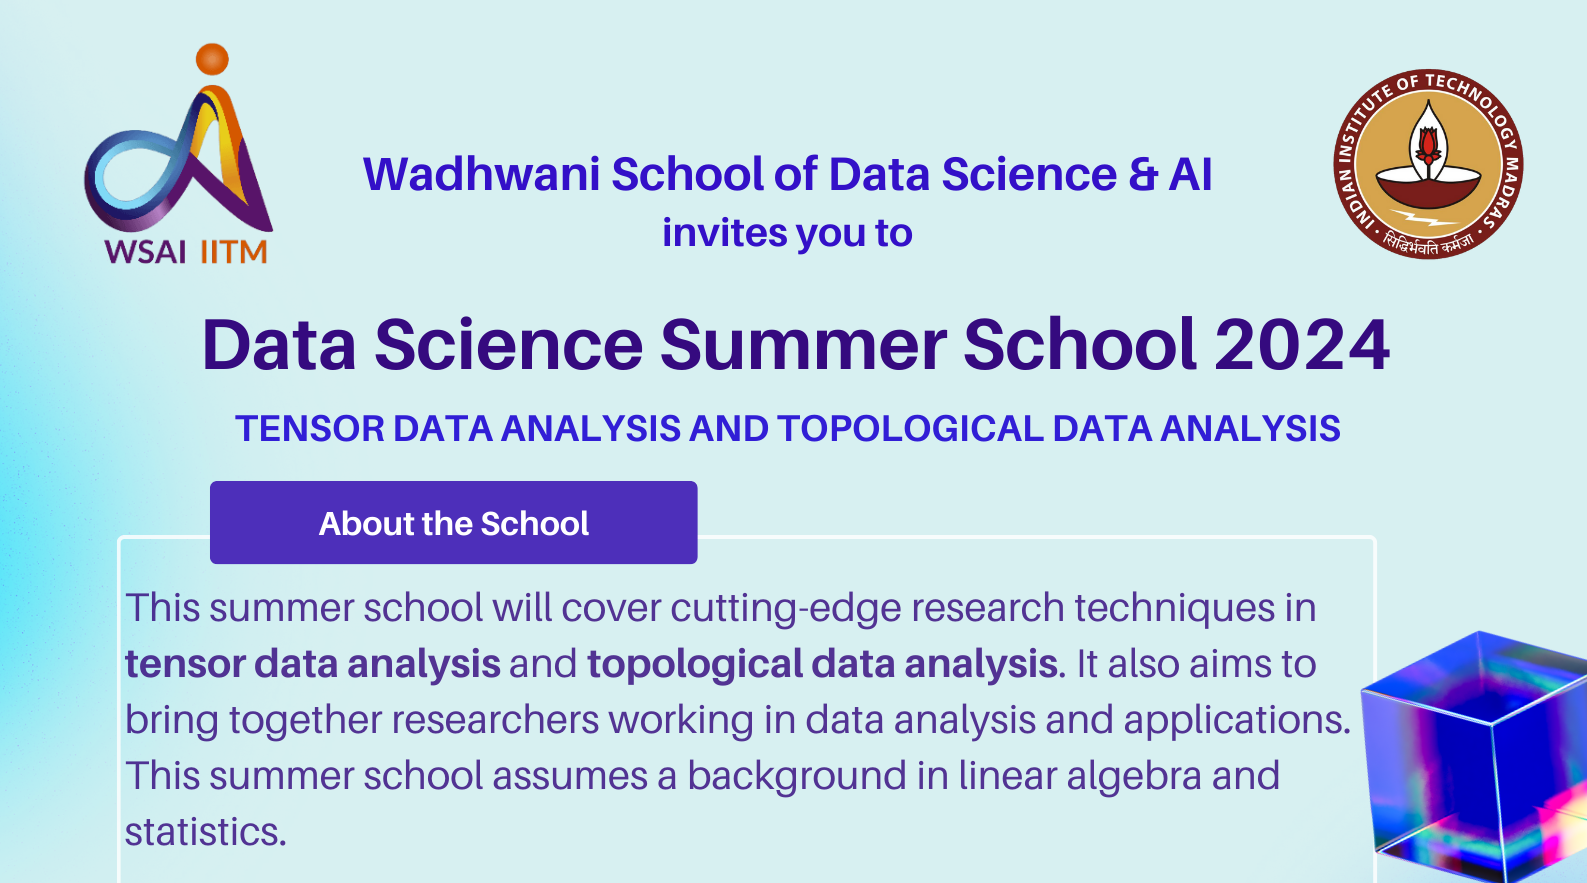 WSAI IITM
INDIAN INSTITUTE OF TECHNOLOGY MADRAS
सिद्धिर्भवति कर्मजा
Wadhwani School of Data Science & AI
invites you to
Data Science Summer School 2024
TENSOR DATA ANALYSIS AND TOPOLOGICAL DATA ANALYSIS
About the School
This summer school will cover cutting-edge research techniques in
tensor data analysis and topological data analysis. It also aims to
bring together researchers working in data analysis and applications.
This summer school assumes a background in linear algebra and
statistics.